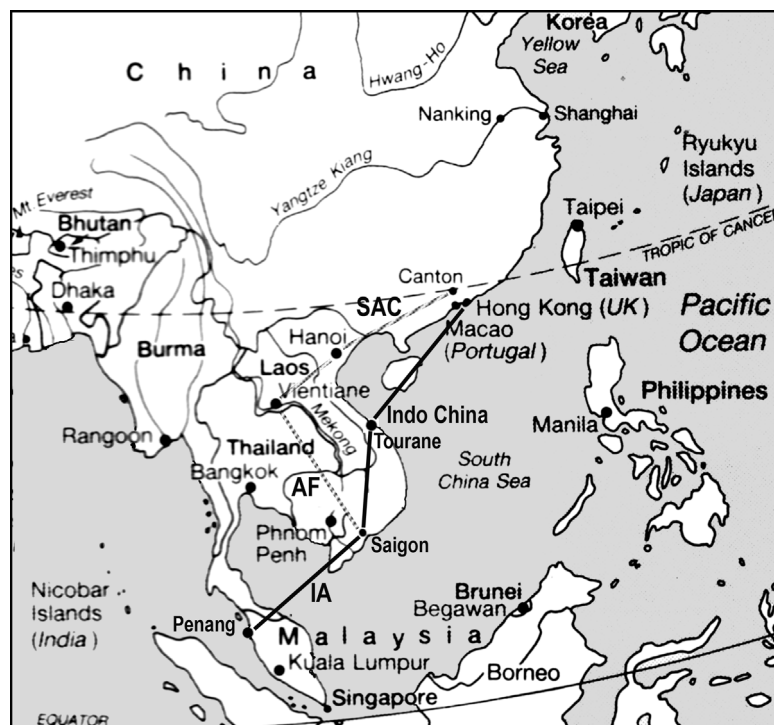 Korea
Yellow
Sea
China
Hwang-Ho
Nanking
Shanghai
Ryukyu
Islands
(Japan)
Yangtze Kiang
Mt. Everest
Bhutan
Thimphu
Taipei
TROPIC OF CANCER
Dhaka
Canton
Taiwan
SAC
Hong Kong (UK)
Pacific
Ocean
Macao
(Portugal)
Hanoi
Burma
Laos
Vientiane
Philippines
Mekong
Indo China
Tourane
Manila
Rangoon
Thailand
Bangkok
South
China Sea
AF
Phnom
Penh
Saigon
Nicobar
Islands
(India)
IA
Brunei
Begawan
Penang
Malaysia
Kuala Lumpur
Borneo
Singapore
EQUATOR